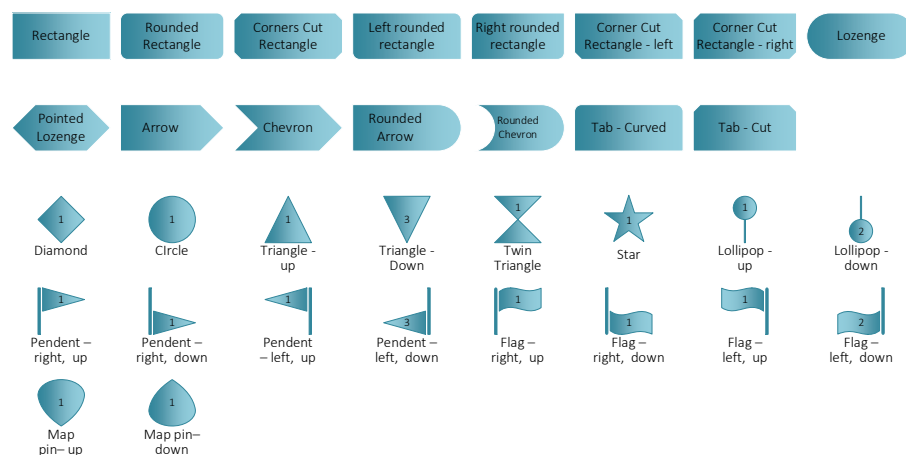 Rectangle
Rounded
Rectangle
Corners Cut
Rectangle
Left rounded
rectangle
Right rounded
rectangle
Corner Cut
Rectangle - left
Corner Cut
Rectangle - right
Lozenge
Pointed
Lozenge
Arrow
Chevron
Rounded
Arrow
Rounded
Chevron
Tab - Curved
Tab - Cut
1
Diamond
1
CIrcle
1
Triangle -
up
3
Triangle -
Down
1
Twin
Triangle
1
Star
1
Lollipop -
up
2
Lollipop -
down
1
Pendent –
right, up
1
Pendent –
right, down
1
Pendent
– left, up
3
Pendent –
left, down
1
Flag –
right, up
1
Flag –
right, down
1
Flag –
left, up
2
Flag –
left, down
1
Map
pin– up
1
Map pin–
down